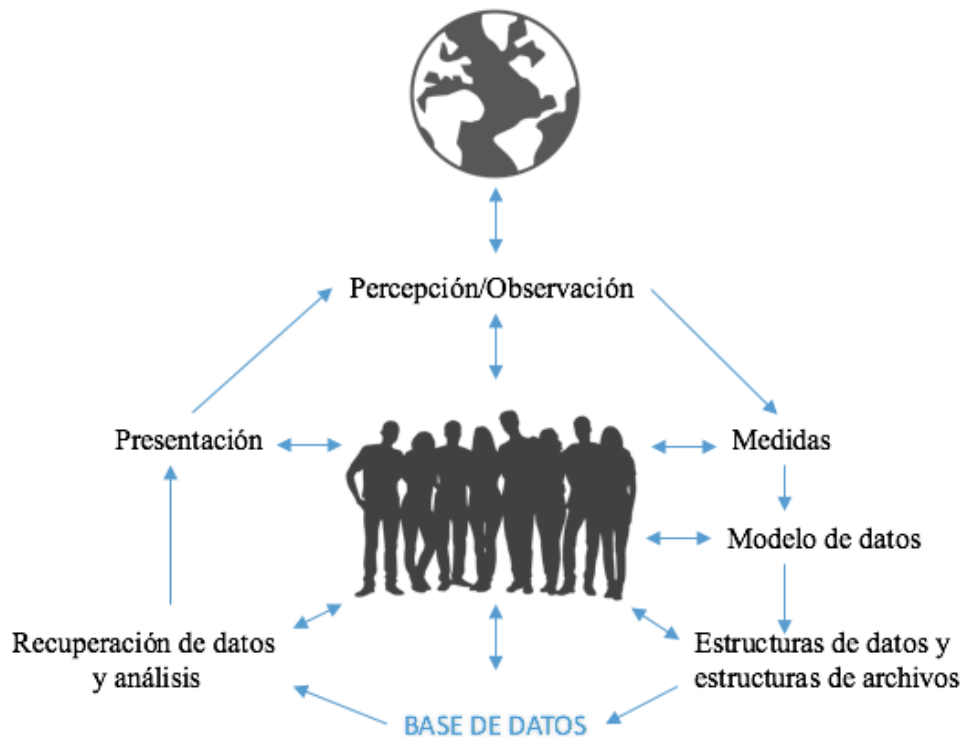 Percepción/Observación
Presentación
Medidas
Modelo de datos
Recuperación de datos
y análisis
Estructuras de datos y
estructuras de archivos
BASE DE DATOS